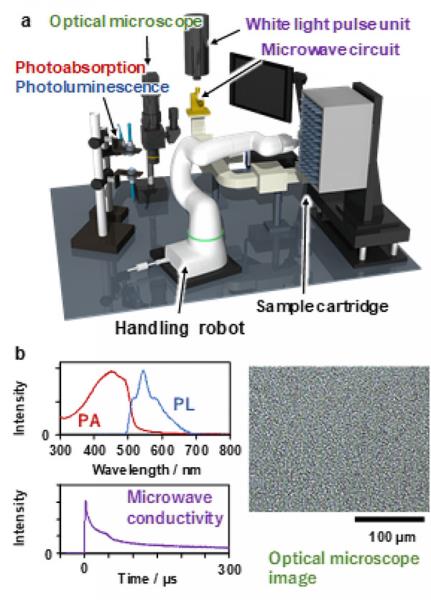 a
Optical microscope
White light pulse unit
Microwave circuit
Photoabsorption
Photoluminescence
Sample cartridge
Handling robot
b
Intensity
PA
PL
0
300 400 500 600 700 800
Wavelength / nm
Intensity
Microwave
conductivity
0
0 300
Time / µs
100 µm
Optical microscope
image